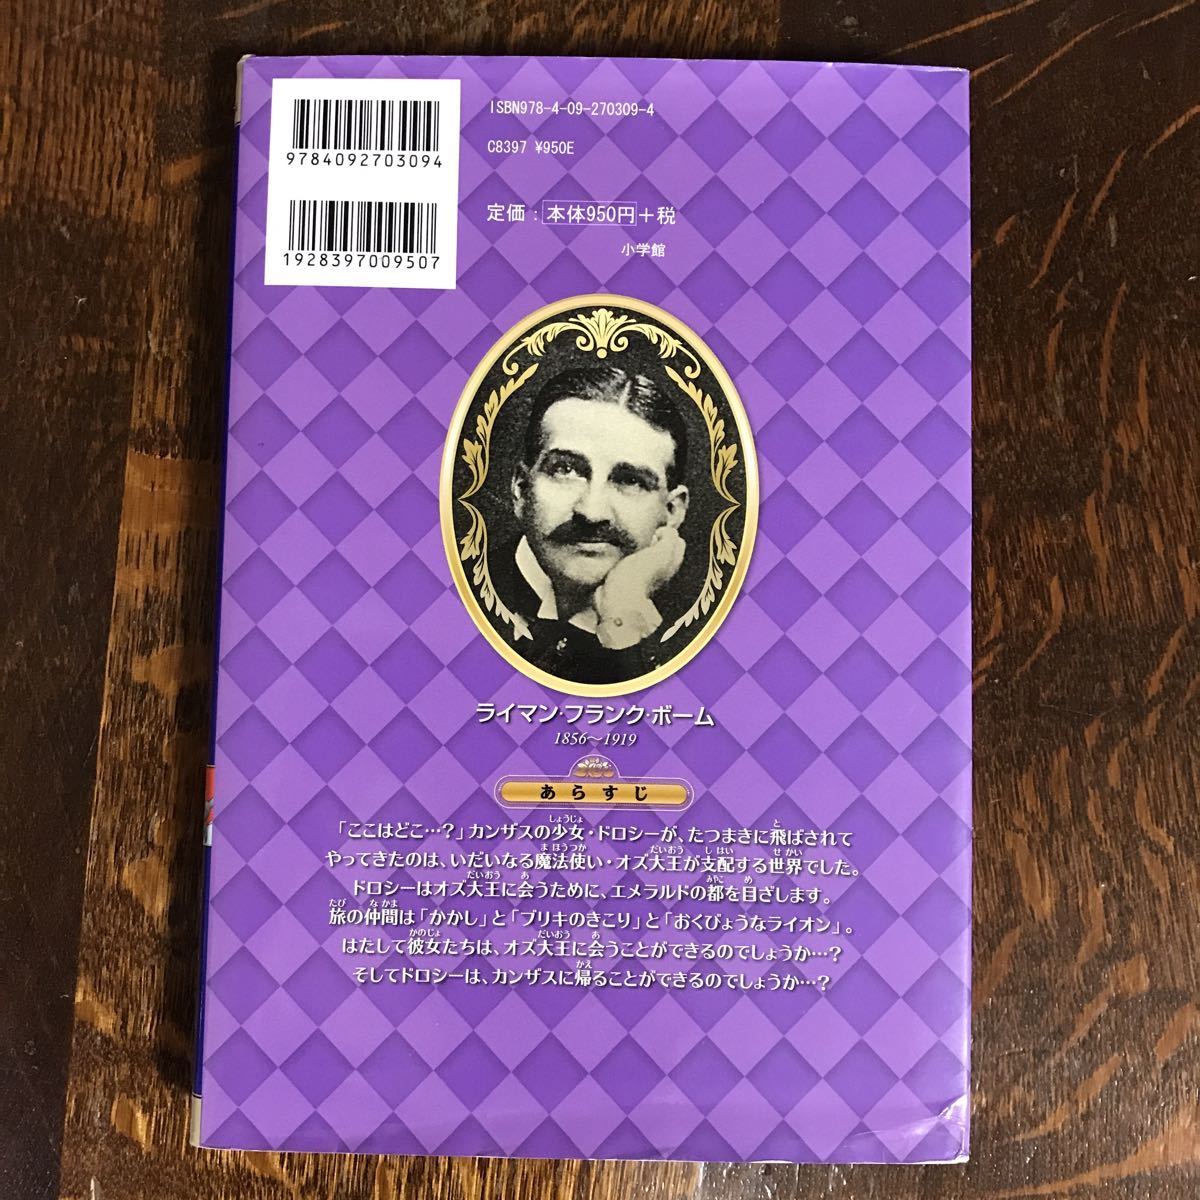 ISBN978-4-09-270309-4
9784092703094
C8397 ¥950E
定価：本体950円＋税
小学館
1928397009507
ライマン・フランク・ボーム
1856〜1919
あらすじ
「ここはどこ…？」カンザスの少女・ドロシーが、たつまきに飛ばされて
やってきたのは、いだいなる魔法使い・オズ大王が支配する世界でした。
ドロシーはオズ大王に会うために、エメラルドの都を目ざします。
旅の仲間は「かかし」と「ブリキのきこり」と「おくびょうなライオン」。
はたして彼女たちは、オズ大王に会うことができるのでしょうか…？
そしてドロシーは、カンザスに帰ることができるのでしょうか…？